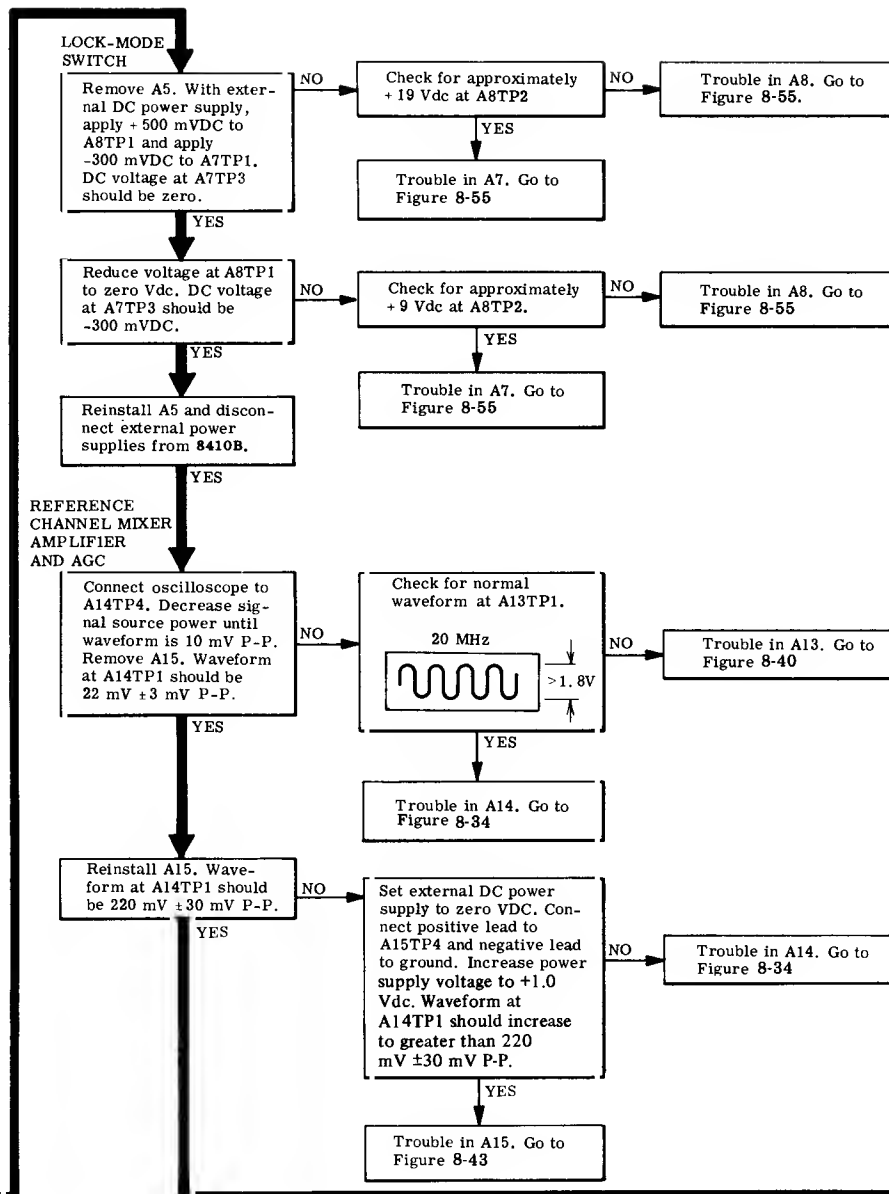 LOCK-MODE
SWITCH
Remove A5. With exter-
nal DC power supply,
apply + 500 mVDC to
A8TP1 and apply
-300 mVDC to A7TP1.
DC voltage at A7TP3
should be zero.
NO
Check for approximately
+ 19 Vdc at A8TP2
NO
Trouble in A8. Go to
Figure 8-55.
YES
Trouble in A7. Go to
Figure 8-55
YES
Reduce voltage at A8TP1
to zero Vdc. DC voltage
at A7TP3 should be
-300 mVDC.
NO
Check for approximately
+ 9 Vdc at A8TP2.
NO
Trouble in A8. Go to
Figure 8-55
YES
Trouble in A7. Go to
Figure 8-55
YES
Reinstall A5 and discon-
nect external power
supplies from 8410B.
YES
REFERENCE
CHANNEL MIXER
AMPLIFIER
AND AGC
Connect oscilloscope to
A14TP4. Decrease sig-
nal source power until
waveform is 10 mV P-P.
Remove A15. Waveform
at A14TP1 should be
22 mV ±3 mV P-P.
NO
Check for normal
waveform at A13TP1.
20 MHz
>1.8V
NO
Trouble in A13. Go to
Figure 8-40
YES
Trouble in A14. Go to
Figure 8-34
YES
Reinstall A15. Wave-
form at A14TP1 should
be 220 mV ±30 mV P-P.
NO
Set external DC power
supply to zero VDC. Con-
nect positive lead to
A15TP4 and negative lead
to ground. Increase power
supply voltage to +1.0
Vdc. Waveform at
A14TP1 should increase
to greater than 220
mV ±30 mV P-P.
NO
Trouble in A14. Go to
Figure 8-34
YES
Trouble in A15. Go to
Figure 8-43
YES